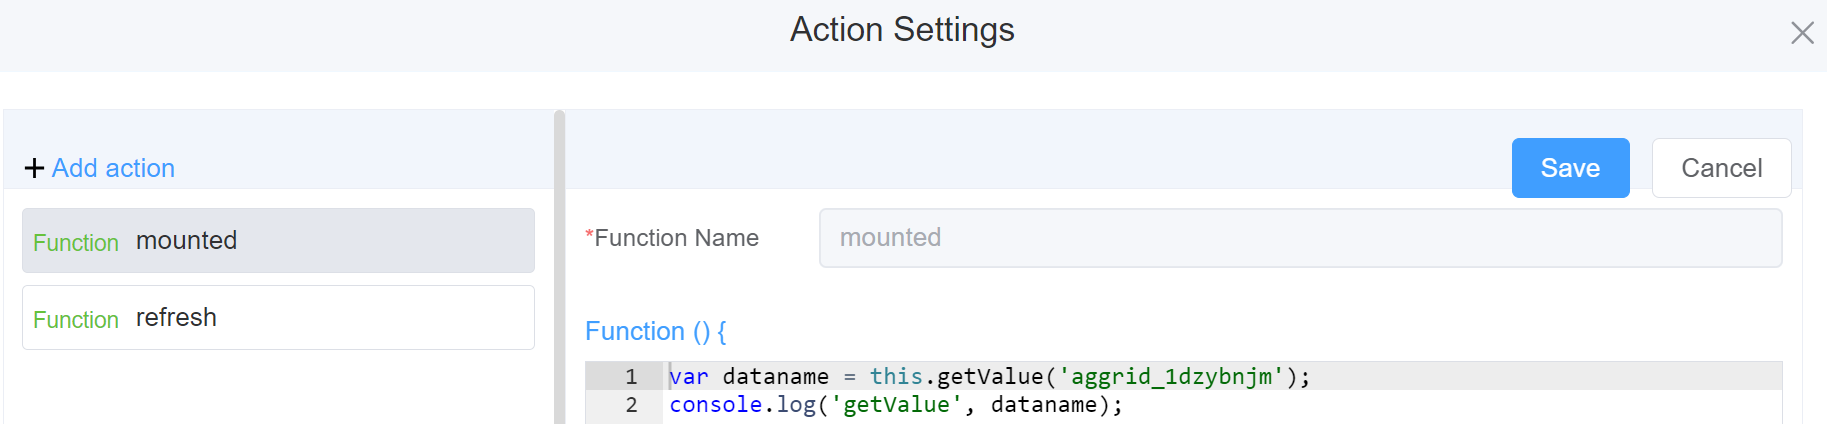 Action Settings
Add action
Save
Cancel
Function mounted
Function refresh
*Function Name
mounted
Function () {
1 var dataname = this.getValue('aggrid_1dzybnjm');
2 console.log('getValue', dataname);